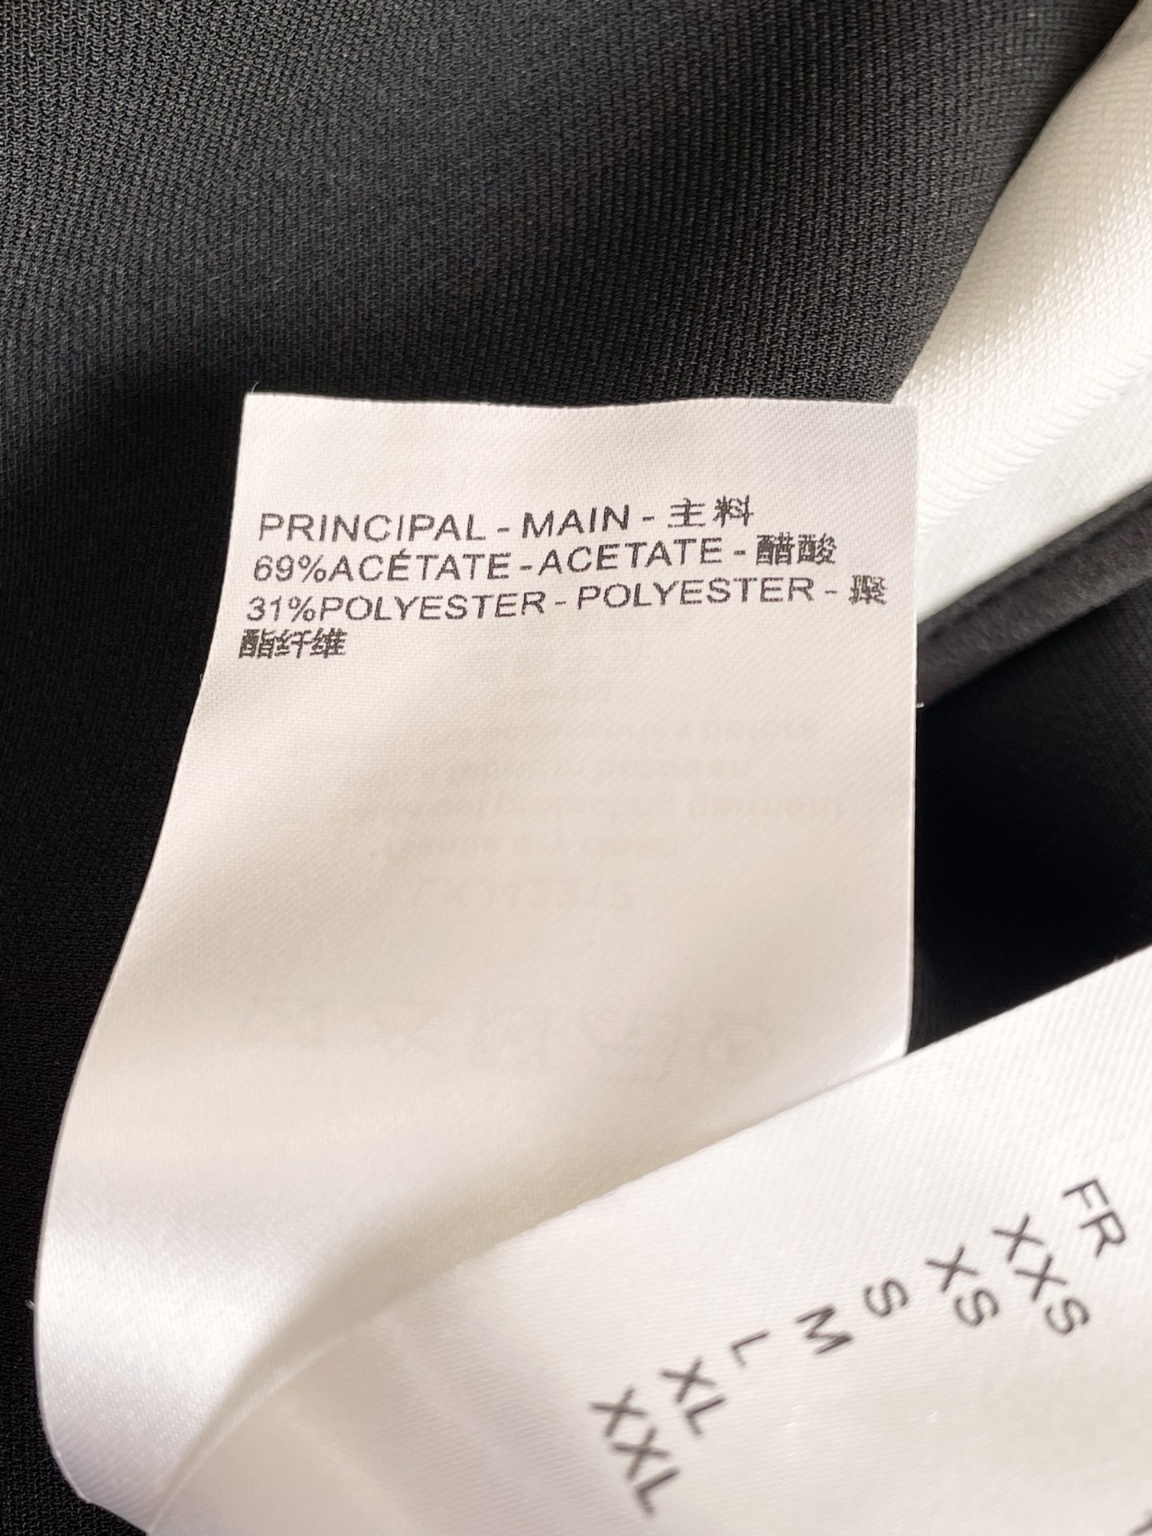 PRINCIPAL - MAIN - 主料
69%ACÉTATE - ACETATE - 醋酸
31%POLYESTER - POLYESTER - 聚
酯纤维
FR
XXS
XS
S
M
L
XL
XXL